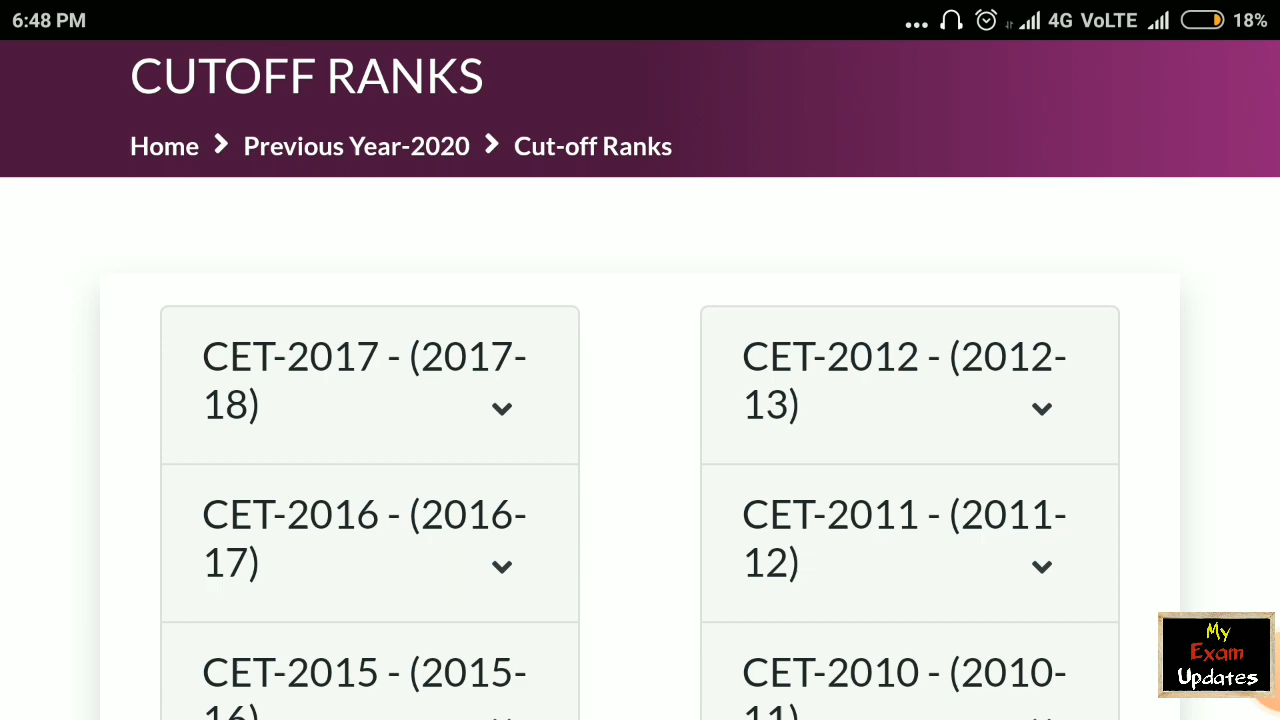 6:48 PM
4G VoLTE 18%
CUTOFF RANKS
Home Previous Year-2020 Cut-off Ranks
CET-2017 - (2017-
18)
CET-2016 - (2016-
17)
CET-2015 - (2015-
16)
CET-2012 - (2012-
13)
CET-2011 - (2011-
12)
CET-2010 - (2010-
11)
My
Exam
Updates